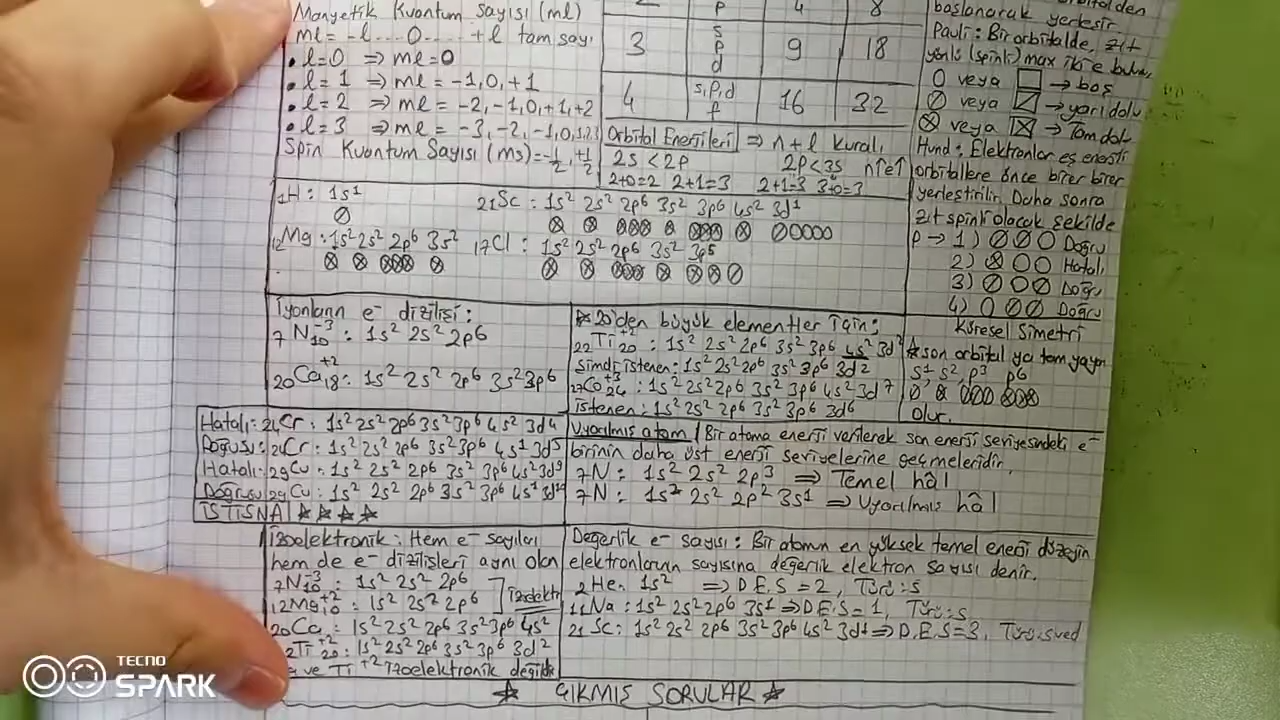 Manyetik Kuantum Sayısı (ml)
ml = -l ... 0 ... +l tam sayı
• l=0 ⇒ ml=0
• l=1 ⇒ ml = -1, 0, +1
• l=2 ⇒ ml = -2, -1, 0, +1, +2
• l=3 ⇒ ml = -3, -2, -1, 0, 1, 2, 3
Spin Kuantum Sayısı (ms) = -1/2, +1/2
p 4 8
3 s p d 9 18
4 s,p,d f 16 32
Orbital Enerjileri ⇒ n+l kuralı
2s < 2p 2p < 3s n↑e↑
2+0=2 2+1=3 2+1=3 3+0=3
başlanarak yerleşir.
Pauli: Bir orbitalde, zıt
yönlü (spinli) max iki e bulun
O veya □ → boş
⊘ veya → yarı dolu
⊗ veya → Tam dolu
Hund: Elektronlar eş enerjili
orbitallere önce birer birer
yerleştirilir. Daha sonra
zıt spinli olacak şekilde
p → 1) ⊘⊘O Doğru
2) ⊗OO Hatalı
3) ⊘O⊘ Doğru
4) O⊘⊘ Doğru
1H: 1s1
⊘
21Sc: 1s2 2s2 2p6 3s2 3p6 4s2 3d1
⊗ ⊗ ⊗⊗⊗ ⊗ ⊗⊗⊗ ⊗ ⊘OOOO
12Mg: 1s2 2s2 2p6 3s2
⊗ ⊗ ⊗⊗⊗ ⊗
17Cl: 1s2 2s2 2p6 3s2 3p5
⊗ ⊗ ⊗⊗⊗ ⊗ ⊗⊗⊘
İyonların e- dizilişi:
7N10-3: 1s2 2s2 2p6
20Ca18+2: 1s2 2s2 2p6 3s2 3p6
☆20'den büyük elementler için:
22Ti20+2: 1s2 2s2 2p6 3s2 3p6 4s2 3d2
Şimdi istenen: 1s2 2s2 2p6 3s2 3p6 3d2
27Co24+3: 1s2 2s2 2p6 3s2 3p6 4s2 3d7
istenen: 1s2 2s2 2p6 3s2 3p6 3d6
Küresel Simetri
☆son orbital ya tam ya yarı
s1 s2, p3 p6
⊘, ⊗ ⊘⊘⊘ ⊗⊗⊗
olur.
Hatalı: 24Cr: 1s2 2s2 2p6 3s2 3p6 4s2 3d4
Doğrusu: 24Cr: 1s2 2s2 2p6 3s2 3p6 4s1 3d5
Hatalı: 29Cu: 1s2 2s2 2p6 3s2 3p6 4s2 3d9
Doğrusu 29Cu: 1s2 2s2 2p6 3s2 3p6 4s1 3d10
İSTİSNA ☆☆☆☆
Uyarılmış atom / Bir atoma enerji verilerek son enerji seviyesindeki e-
birinin daha üst enerji seviyelerine geçmeleridir.
7N: 1s2 2s2 2p3 ⇒ Temel hâl
7N: 1s2 2s2 2p2 3s1 ⇒ Uyarılmış hâl
İzoelektronik: Hem e- sayıları
hem de e- dizilişleri aynı olan
7N10-3: 1s2 2s2 2p6
12Mg10+2: 1s2 2s2 2p6 ] izoelektr
20Ca: 1s2 2s2 2p6 3s2 3p6 4s2
2Ti20+2: 1s2 2s2 2p6 3s2 3p6 3d2
ve Ti+2 izoelektronik değildir
Değerlik e- sayısı: Bir atomun en yüksek temel enerji düzeyin
elektronlarının sayısına değerlik elektron sayısı denir.
2He: 1s2 ⇒ D.E.S = 2, Türü: s
11Na: 1s2 2s2 2p6 3s1 ⇒ D.E.S = 1, Türü: s
21Sc: 1s2 2s2 2p6 3s2 3p6 4s2 3d1 ⇒ D.E.S = 3, Türü: s ve d
☆ ÇIKMIŞ SORULAR ☆
TECNO
SPARK